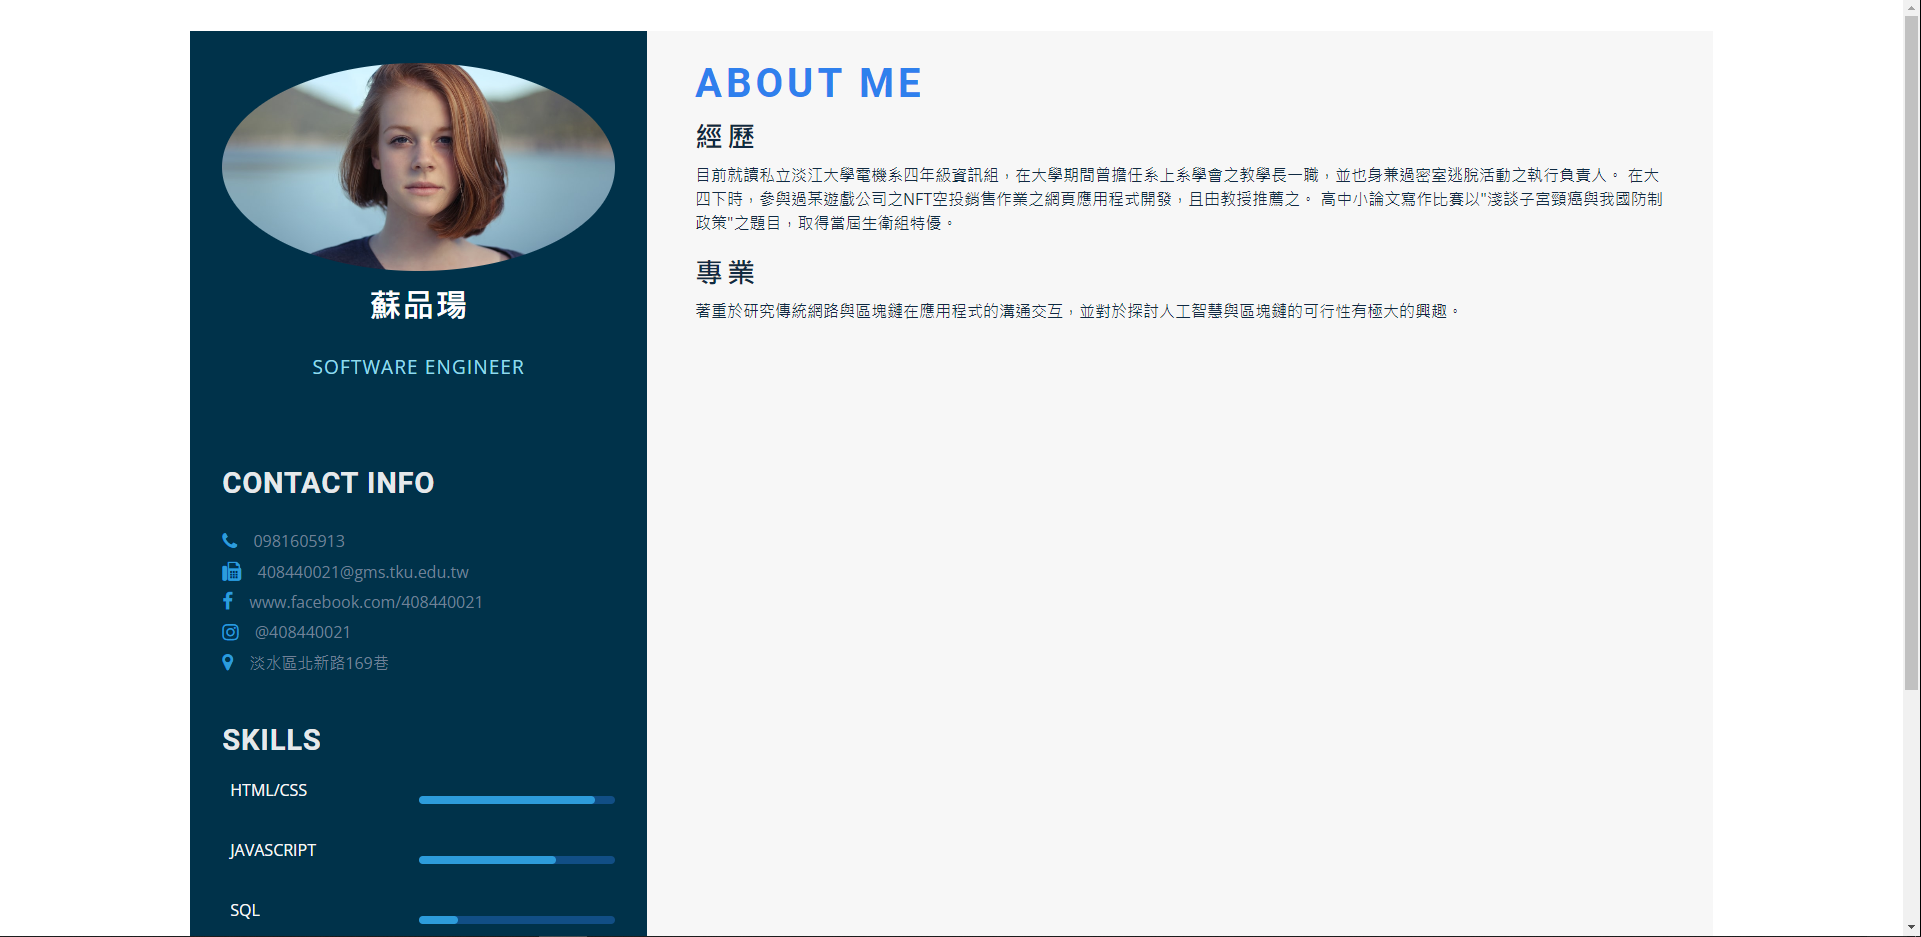 蘇品瑒
SOFTWARE ENGINEER
CONTACT INFO
0981605913
408440021@gms.tku.edu.tw
www.facebook.com/408440021
@408440021
淡水區北新路169巷
SKILLS
HTML/CSS
JAVASCRIPT
SQL
ABOUT ME
經歷
目前就讀私立淡江大學電機系四年級資訊組，在大學期間曾擔任系上系學會之教學長一職，並也身兼過密室逃脫活動之執行負責人。 在大
四下時，參與過某遊戲公司之NFT空投銷售作業之網頁應用程式開發，且由教授推薦之。 高中小論文寫作比賽以"淺談子宮頸癌與我國防制
政策"之題目，取得當屆生衛組特優。
專業
著重於研究傳統網路與區塊鏈在應用程式的溝通交互，並對於探討人工智慧與區塊鏈的可行性有極大的興趣。